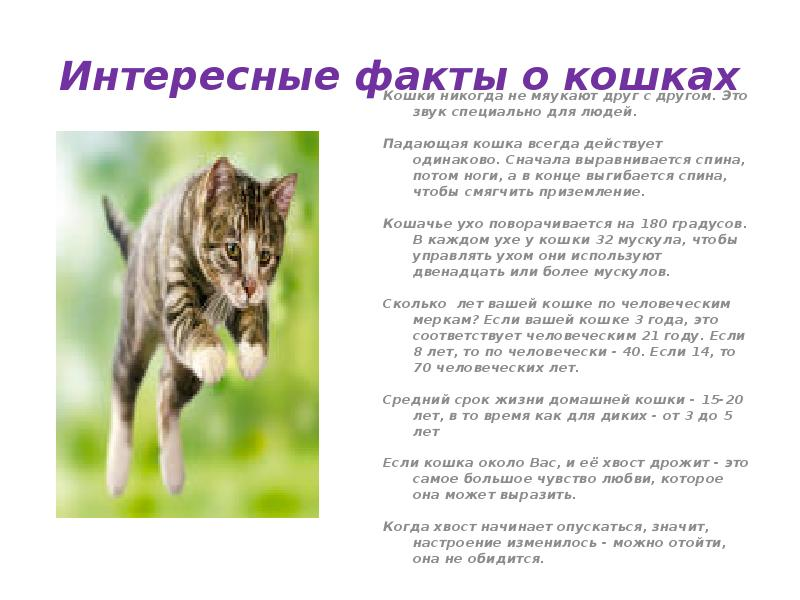 Интересные факты о кошках
Кошки никогда не мяукают друг с другом. Это
звук специально для людей.
Падающая кошка всегда действует
одинаково. Сначала выравнивается спина,
потом ноги, а в конце выгибается спина,
чтобы смягчить приземление.
Кошачье ухо поворачивается на 180 градусов.
В каждом ухе у кошки 32 мускула, чтобы
управлять ухом они используют
двенадцать или более мускулов.
Сколько лет вашей кошке по человеческим
меркам? Если вашей кошке 3 года, это
соответствует человеческим 21 году. Если
8 лет, то по человечески - 40. Если 14, то
70 человеческих лет.
Средний срок жизни домашней кошки - 15-20
лет, в то время как для диких - от 3 до 5
лет
Если кошка около Вас, и её хвост дрожит - это
самое большое чувство любви, которое
она может выразить.
Когда хвост начинает опускаться, значит,
настроение изменилось - можно отойти,
она не обидится.